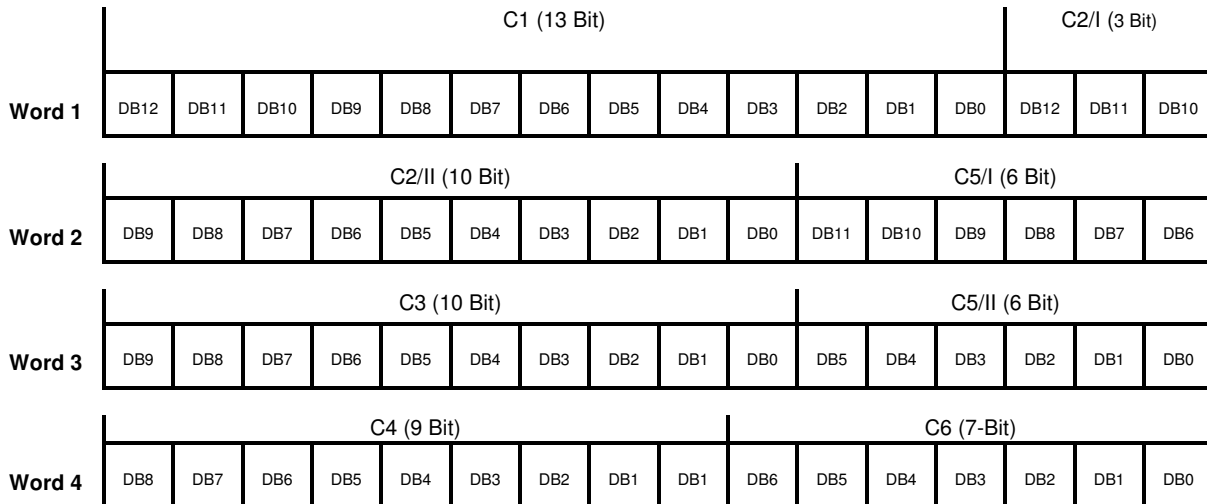 C1 (13 Bit) C2/I (3 Bit)
Word 1 DB12 DB11 DB10 DB9 DB8 DB7 DB6 DB5 DB4 DB3 DB2 DB1 DB0 DB12 DB11 DB10
C2/II (10 Bit) C5/I (6 Bit)
Word 2 DB9 DB8 DB7 DB6 DB5 DB4 DB3 DB2 DB1 DB0 DB11 DB10 DB9 DB8 DB7 DB6
C3 (10 Bit) C5/II (6 Bit)
Word 3 DB9 DB8 DB7 DB6 DB5 DB4 DB3 DB2 DB1 DB0 DB5 DB4 DB3 DB2 DB1 DB0
C4 (9 Bit) C6 (7-Bit)
Word 4 DB8 DB7 DB6 DB5 DB4 DB3 DB2 DB1 DB1 DB6 DB5 DB4 DB3 DB2 DB1 DB0